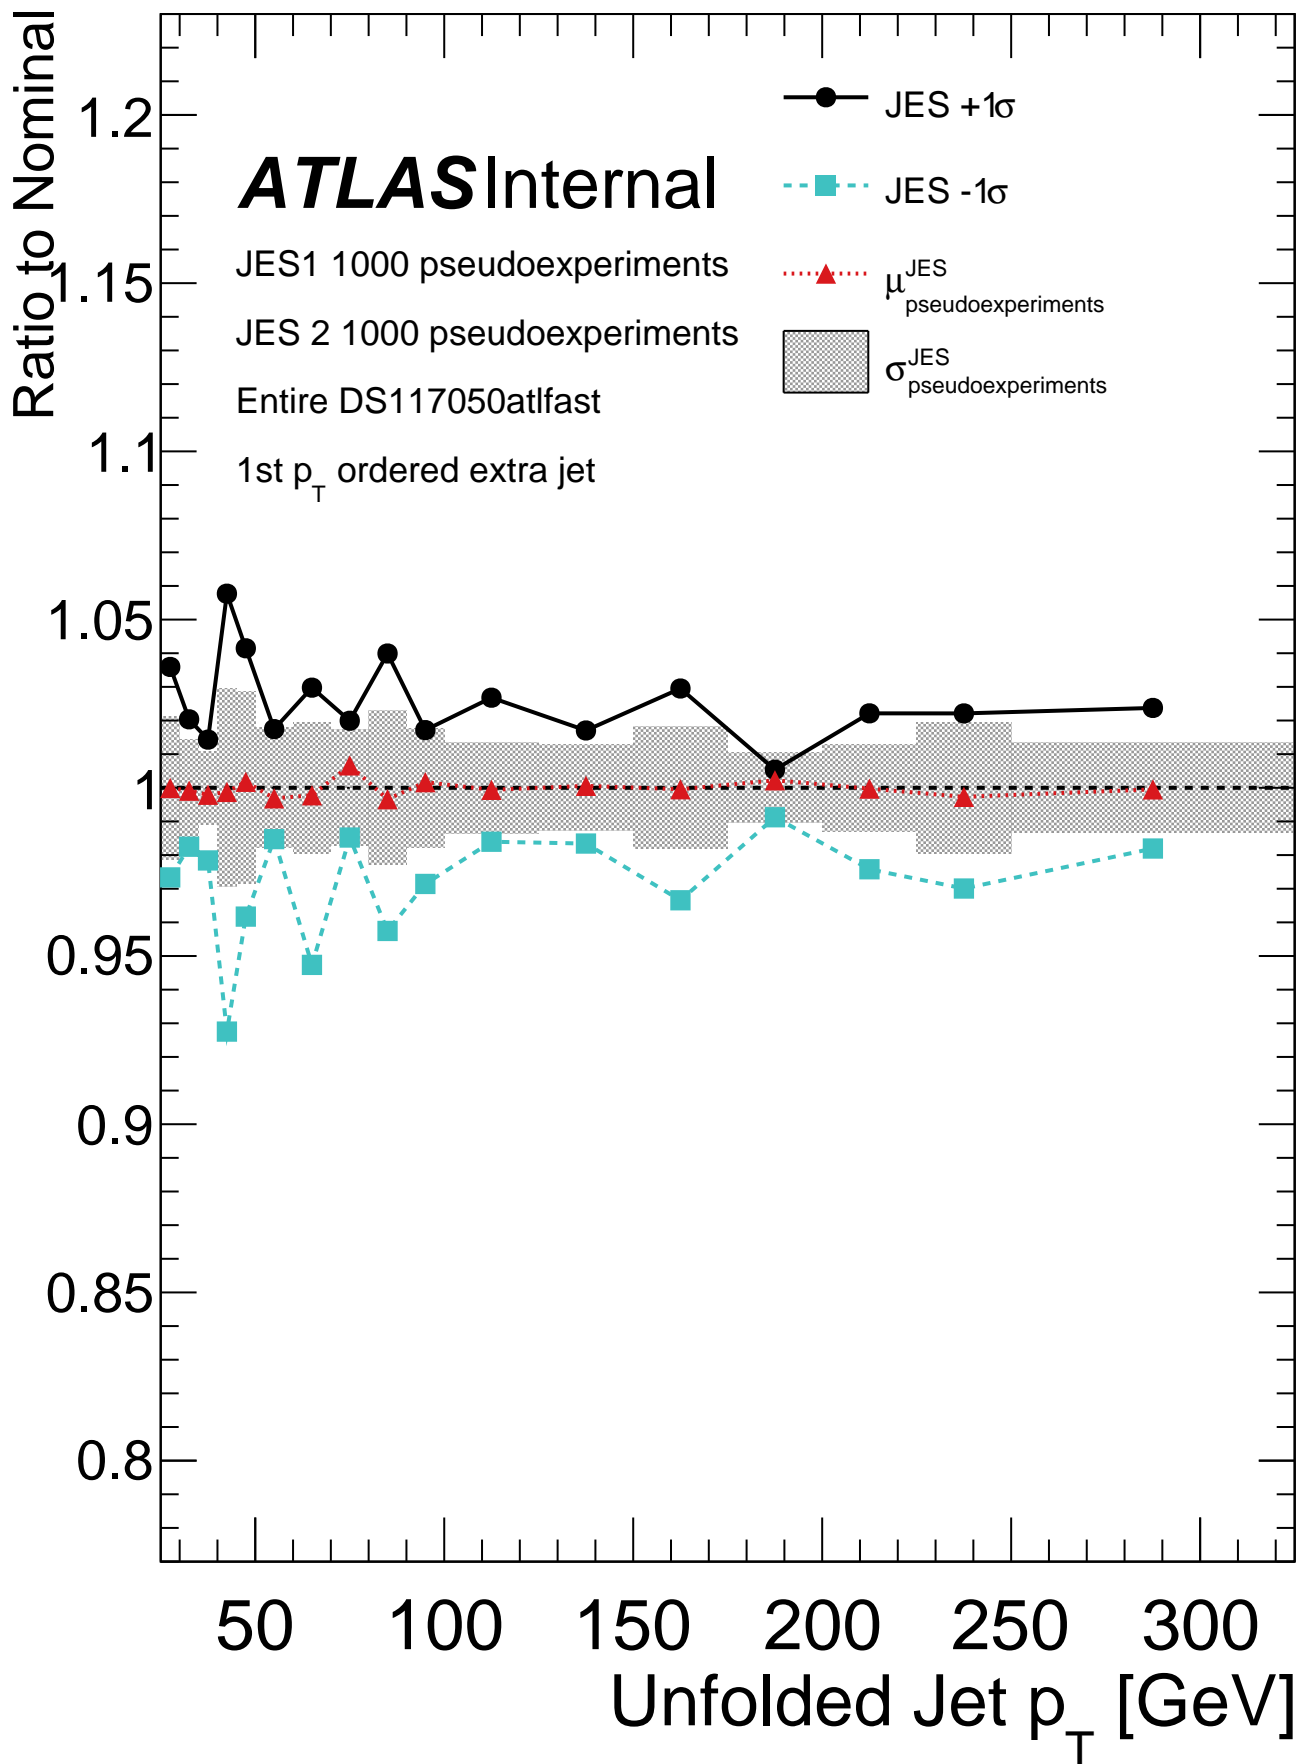 Ratio to Nominal
1.2
1.15
1.1
1.05
1
0.95
0.9
0.85
0.8
ATLAS Internal
JES1 1000 pseudoexperiments
JES 2 1000 pseudoexperiments
Entire DS117050atlfast
1st p_T ordered extra jet
JES +1σ
JES -1σ
μ^JES_pseudoexperiments
σ^JES_pseudoexperiments
50 100 150 200 250 300
Unfolded Jet p_T [GeV]